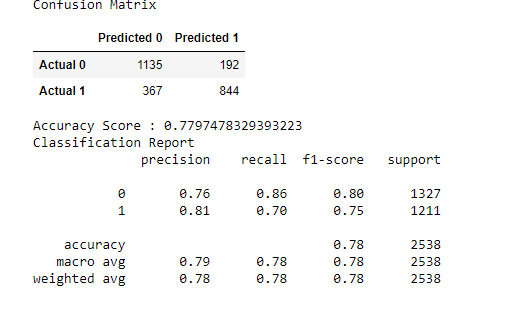 Confusion Matrix
Predicted 0 Predicted 1
Actual 0 1135 192
Actual 1 367 844
Accuracy Score : 0.7797478329393223
Classification Report
precision recall f1-score support
0 0.76 0.86 0.80 1327
1 0.81 0.70 0.75 1211
accuracy 0.78 2538
macro avg 0.79 0.78 0.78 2538
weighted avg 0.78 0.78 0.78 2538